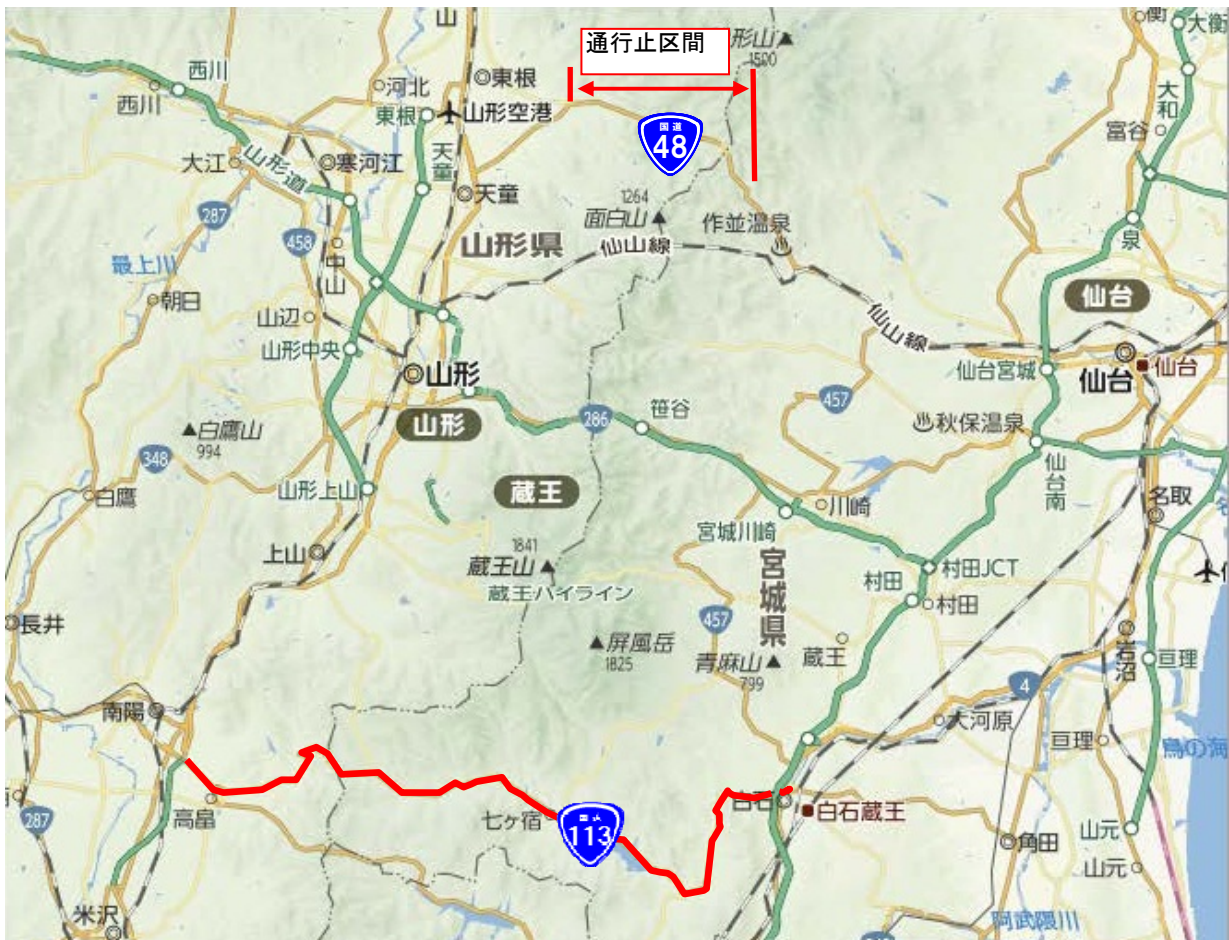 山
衡
大衡
通行止区間
形山
1500
西川
東根
河北
西川
東根
山形空港
大和
富谷
国道
48
大江
山形道
寒河江
天童
天童
1264
面白山
作並温泉
泉
287
458
中山
山形県
仙山線
最上川
朝日
仙台
山辺
仙山線
山形中央
山形
仙台宮城
仙台
仙台
457
286
笹谷
秋保温泉
白鷹山
994
山形
348
白鷹
山形上山
蔵王
川崎
仙台南
名取
上山
宮城川崎
1841
蔵王山
蔵王ハイライン
宮城県
村田
村田JCT
村田
長井
457
屏風岳
1825
青麻山
799
蔵王
岩沼
亘理
4
南陽
大河原
亘理
鳥の海
287
高畠
七ヶ宿
113
白石
白石蔵王
角田
山元
山元
米沢
阿武隈川